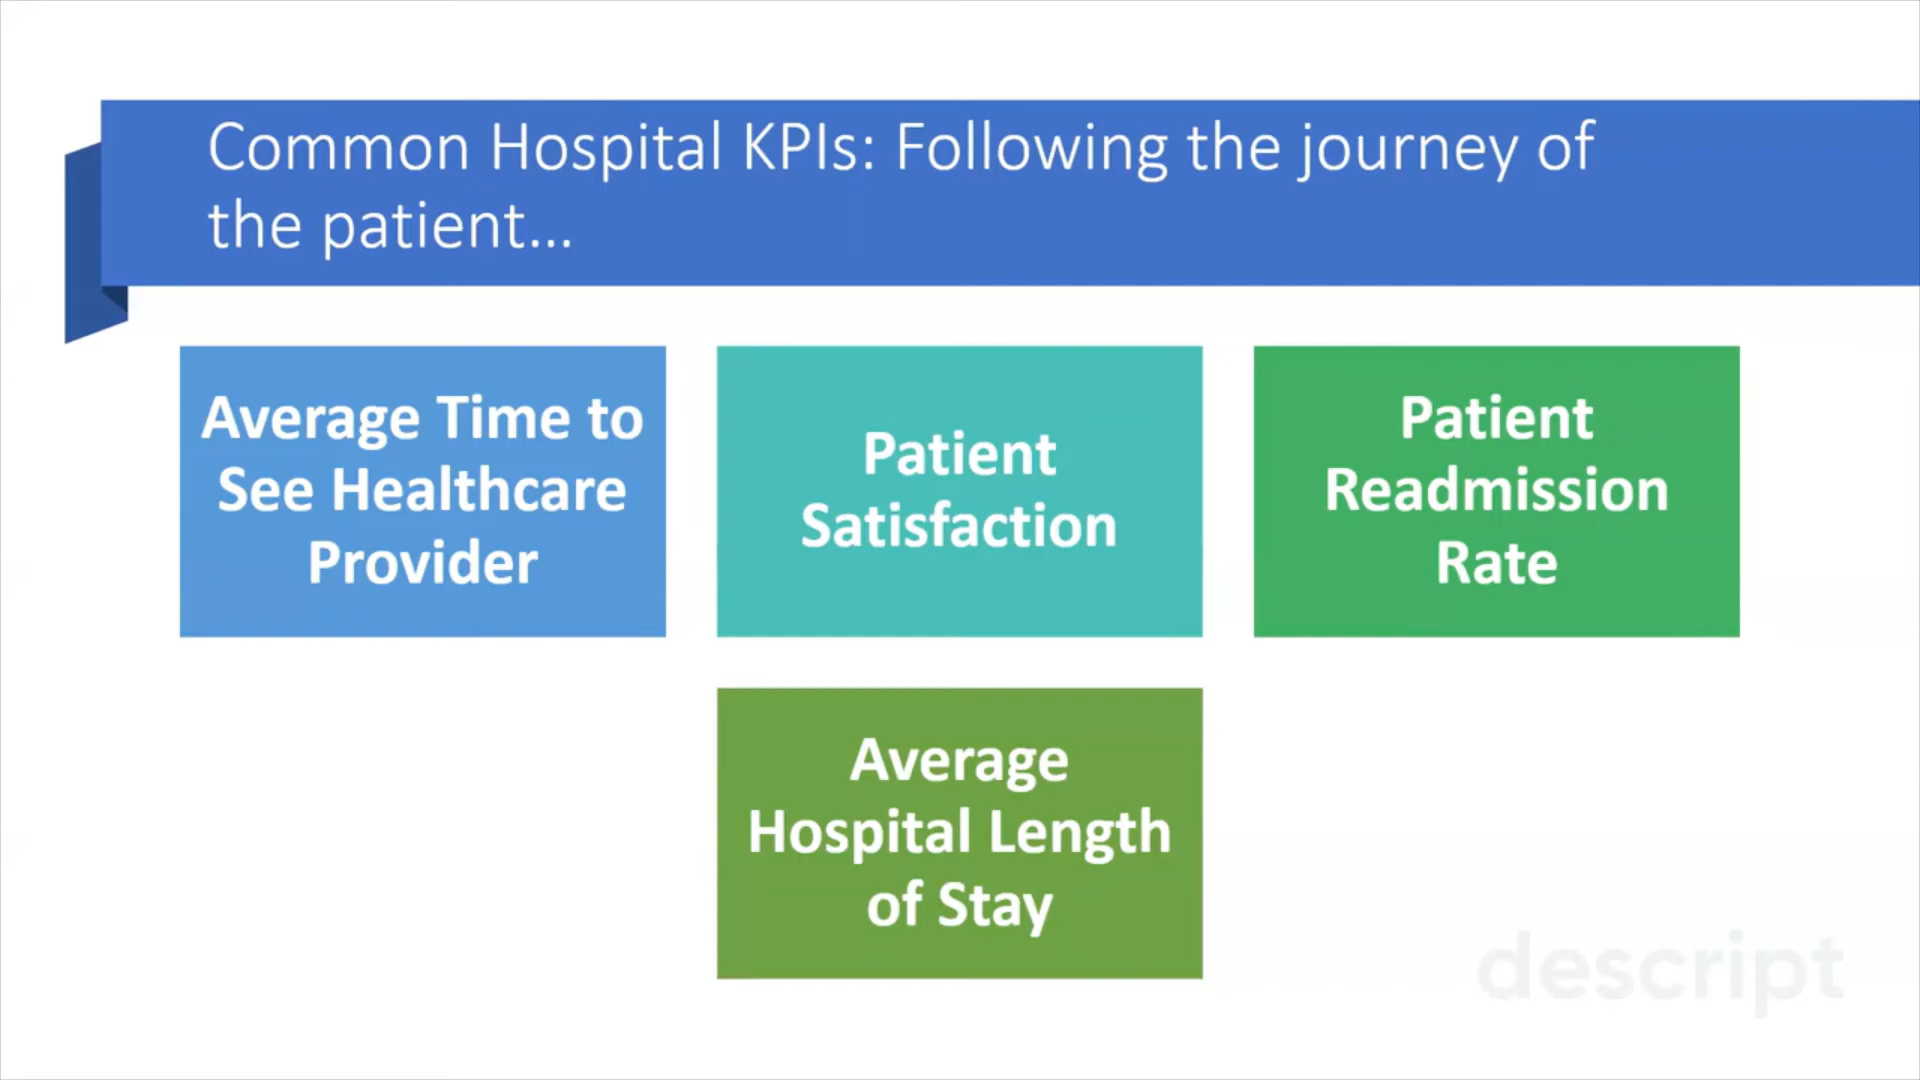 Common Hospital KPIs: Following the journey of
the patient...
Average Time to
See Healthcare
Provider
Patient
Satisfaction
Patient
Readmission
Rate
Average
Hospital Length
of Stay
descript